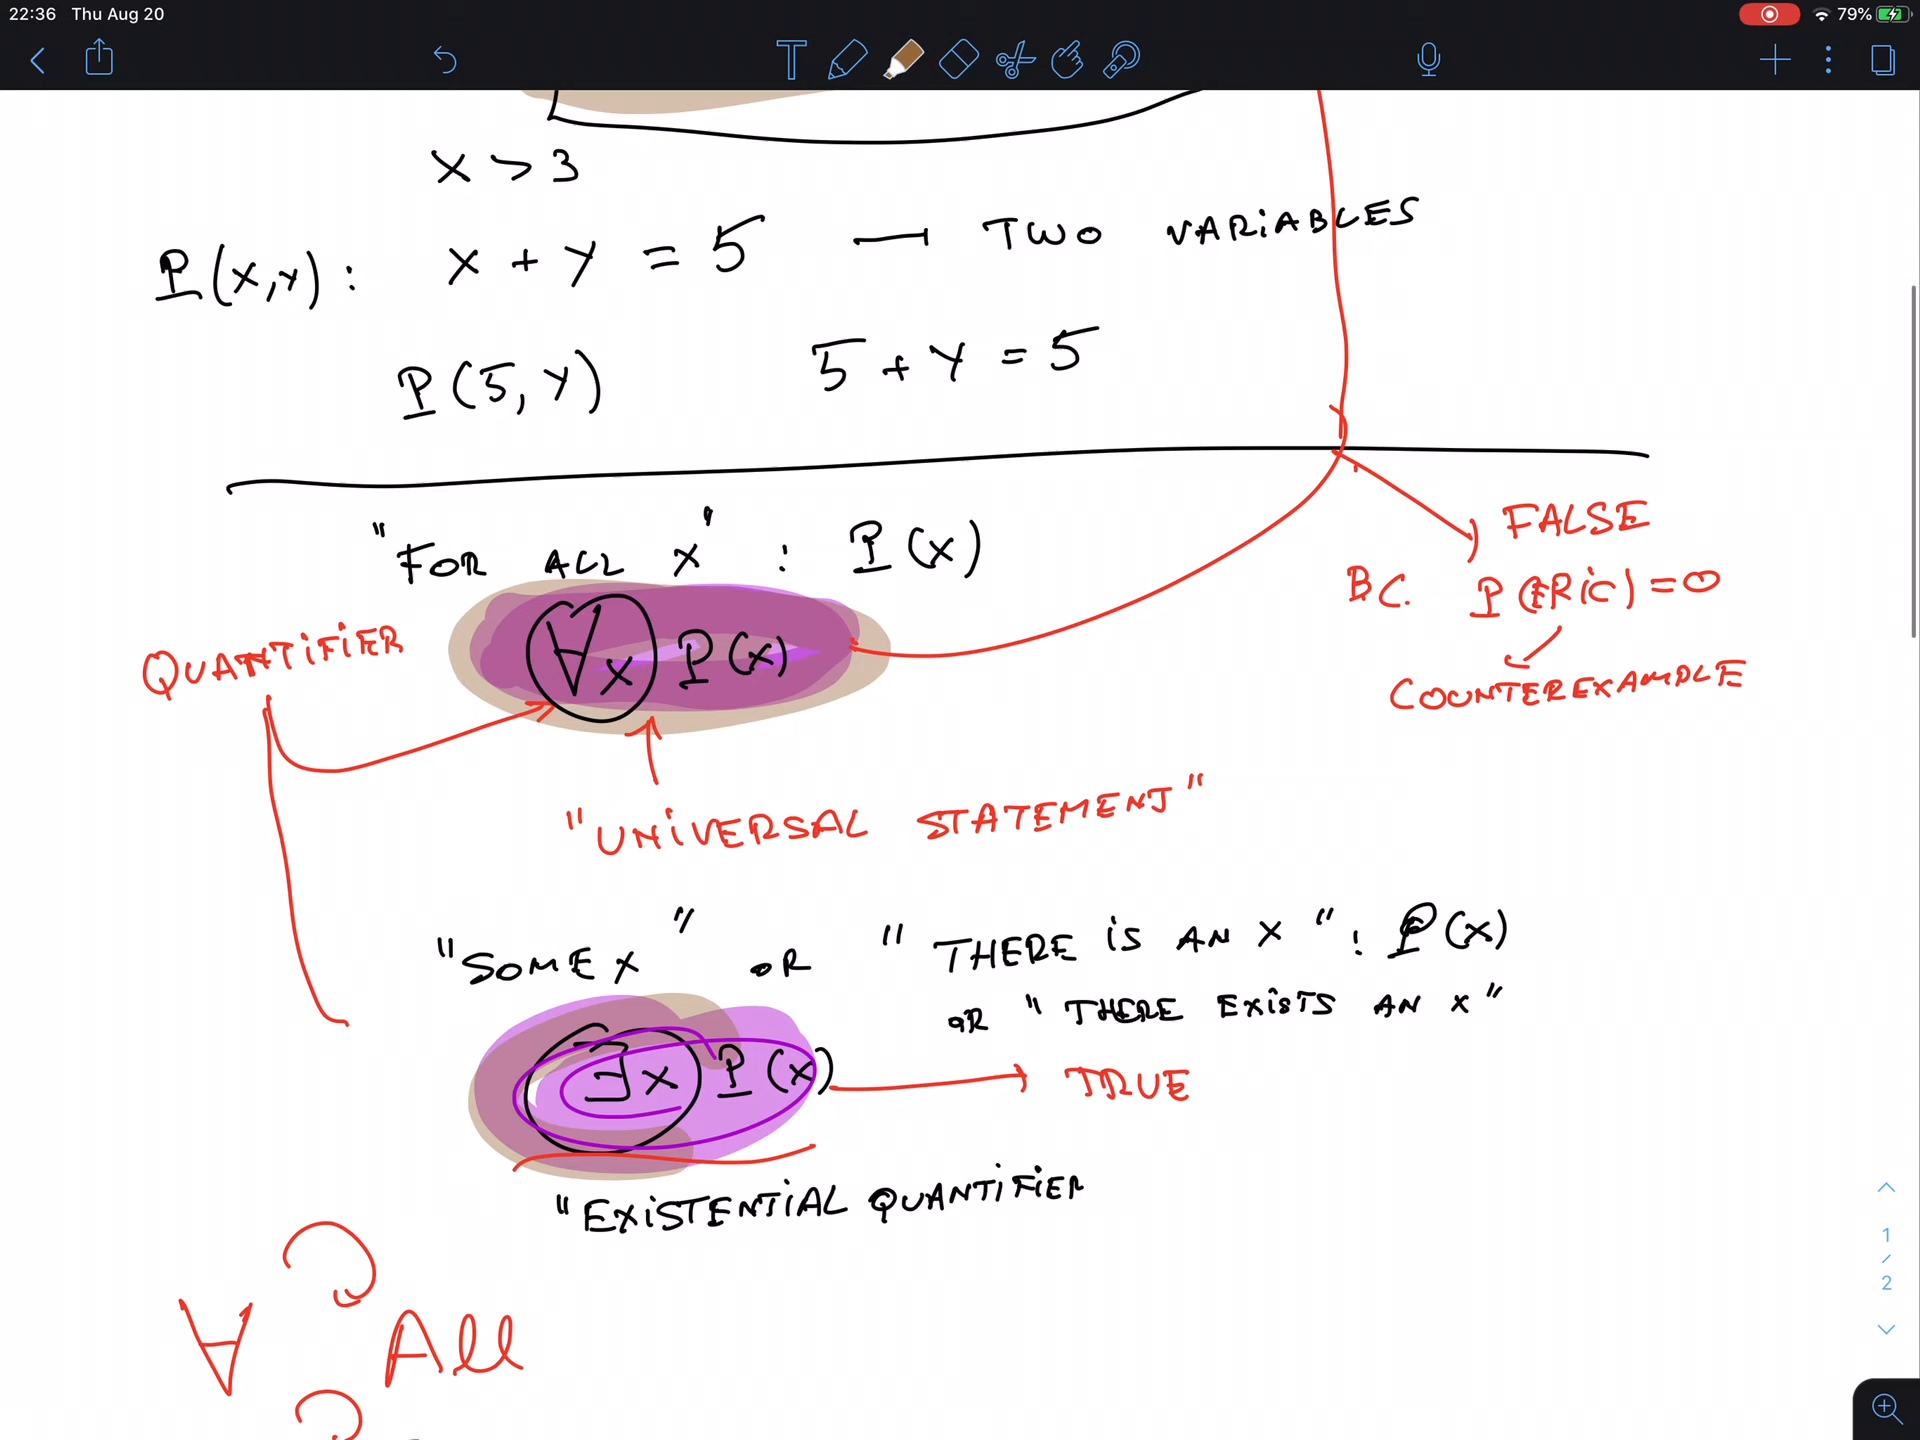 22:36 Thu Aug 20
79%
T
x > 3
P(x,y): x + y = 5 — TWO VARIABLES
P(5, y) 5 + y = 5
"FOR ALL x" : P(x)
FALSE
BC. P(ERIC) = 0
COUNTEREXAMPLE
QUANTIFIER
∀x P(x)
"UNIVERSAL STATEMENT"
"SOME x" OR "THERE IS AN x": P(x)
OR "THERE EXISTS AN x"
∃x P(x) → TRUE
"EXISTENTIAL QUANTIFIER
1
/
2
∀ All